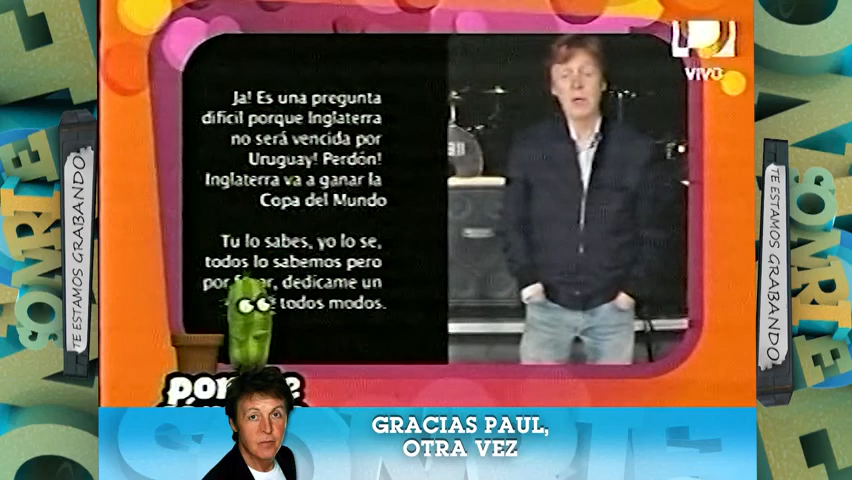 Ja! Es una pregunta
dificil porque Inglaterra
no será vencida por
Uruguay! Perdón!
Inglaterra va a ganar la
Copa del Mundo
Tu lo sabes, yo lo se,
todos lo sabemos pero
dedicame un
todos modos.
VIVO
GRACIAS PAUL,
OTRA VEZ
SONRIE
TE ESTAMOS GRABANDO
SONRIE
TE ESTAMOS GRABANDO